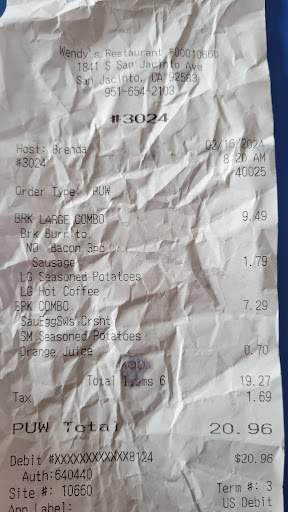 Wendy's Restaurant #00010660
1841 S San Jacinto Ave
San Jacinto, CA 92583
951-654-2103
#3024
Host: Brenda 02/16/2024
#3024 8:20 AM
40025
Order Type: PUW
BRK LARGE COMBO 9.49
Brk Burrito
NO Bacon 3pc
Sausage 1.79
LG Seasoned Potatoes
LG Hot Coffee
BRK COMBO 7.29
SauEggSws Crsht
SM Seasoned Potatoes
Orange Juice 0.70
Total Items 6 19.27
Tax 1.69
PUW Total 20.96
Debit #XXXXXXXXXXXX8124 $20.96
Auth:640440
Site #: 10660 Term #: 3
App Label: US Debit